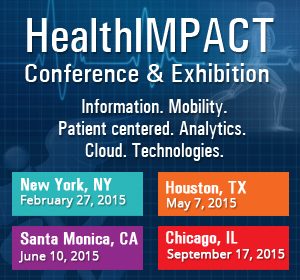 HealthIMPACT
Conference & Exhibition
Information. Mobility.
Patient centered. Analytics.
Cloud. Technologies.
New York, NY
February 27, 2015
Houston, TX
May 7, 2015
Santa Monica, CA
June 10, 2015
Chicago, IL
September 17, 2015